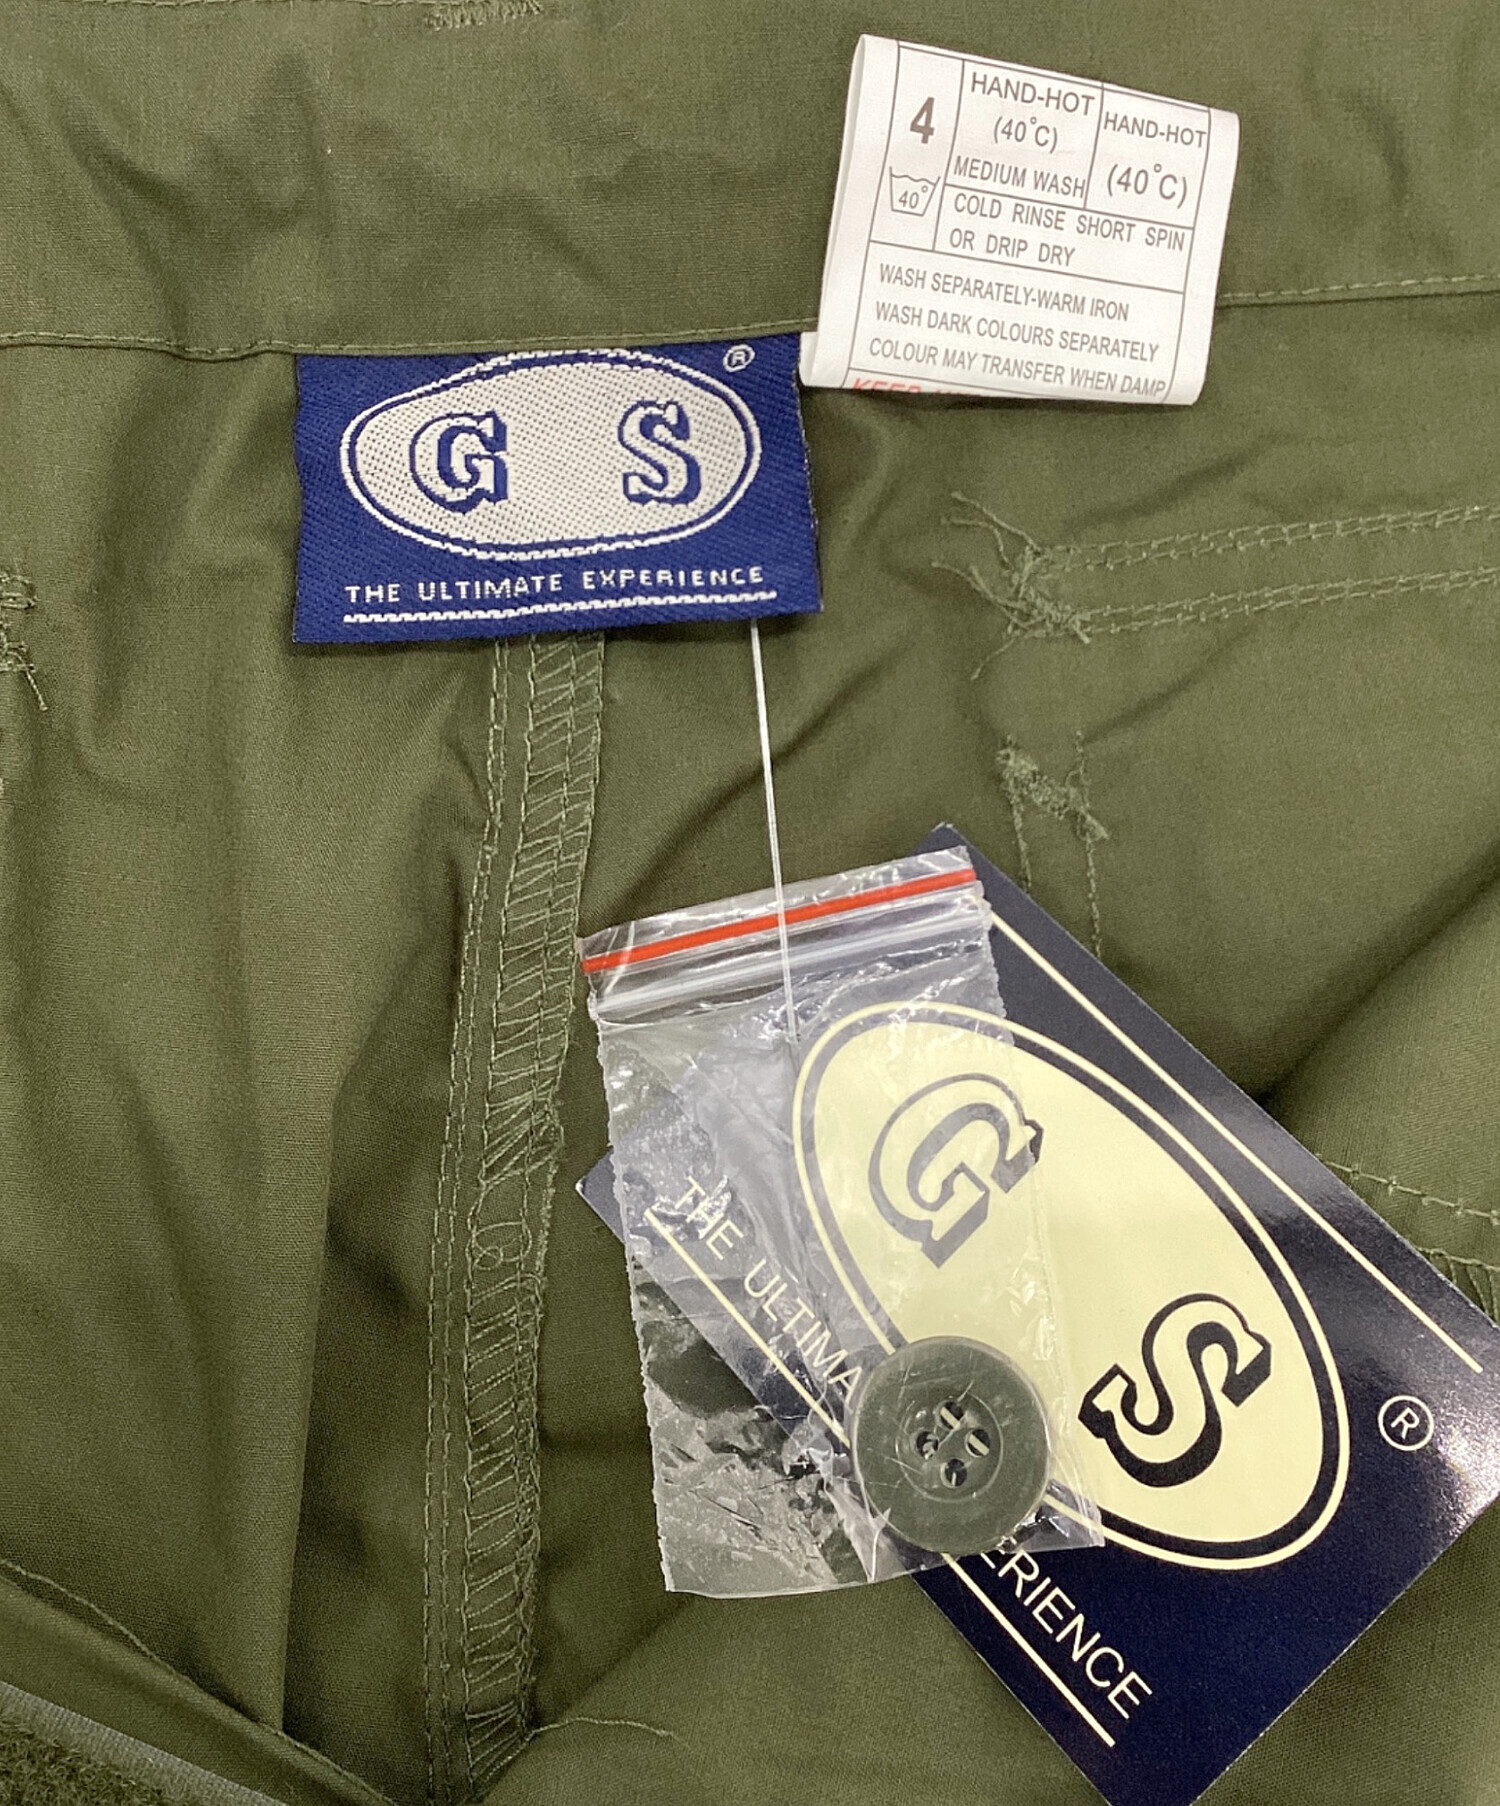 4
40°
HAND-HOT
(40°C)
MEDIUM WASH
HAND-HOT
(40°C)
COLD RINSE SHORT SPIN
OR DRIP DRY
WASH SEPARATELY-WARM IRON
WASH DARK COLOURS SEPARATELY
COLOUR MAY TRANSFER WHEN DAMP
G S ®
THE ULTIMATE EXPERIENCE
G S ®
THE ULTIMA ERIENCE